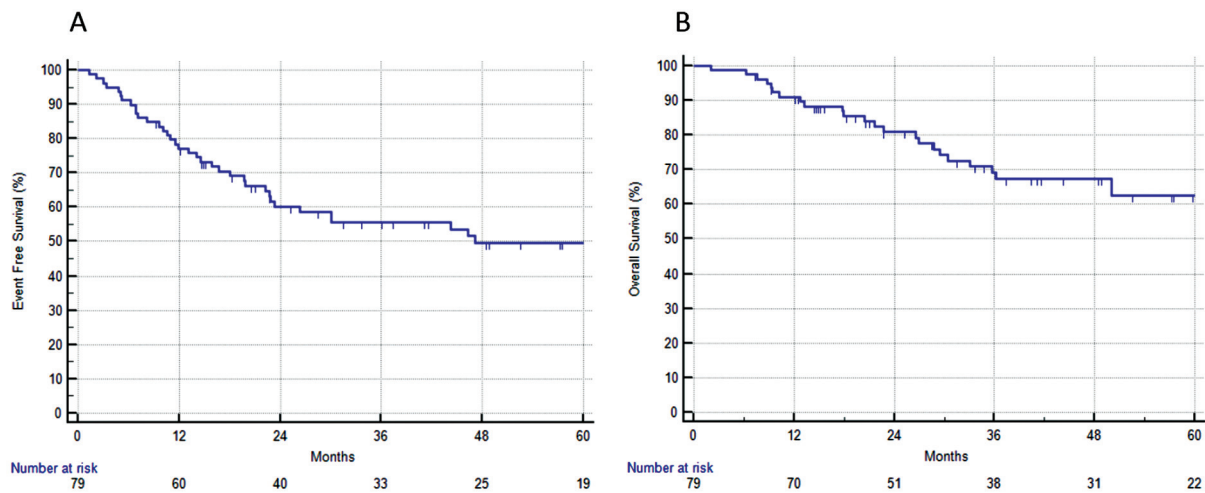 A
Event Free Survival (%)
100
90
80
70
60
50
40
30
20
10
0
0 12 24 36 48 60
Months
Number at risk
79 60 40 33 25 19
B
Overall Survival (%)
100
90
80
70
60
50
40
30
20
10
0
0 12 24 36 48 60
Months
Number at risk
79 70 51 38 31 22